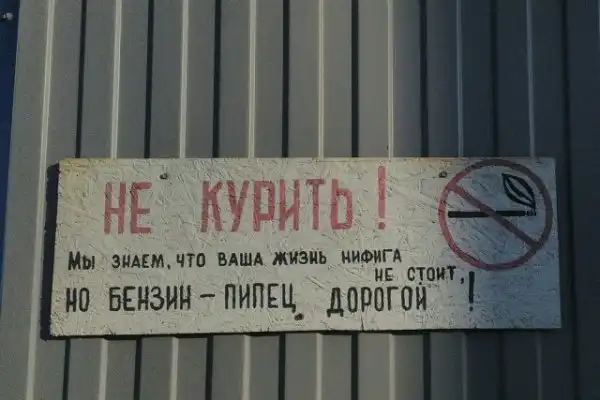 НЕ КУРИТЬ!
Мы знаем, что ваша жизнь нифига
не стоит,
НО БЕНЗИН - ПИПЕЦ ДОРОГОЙ!